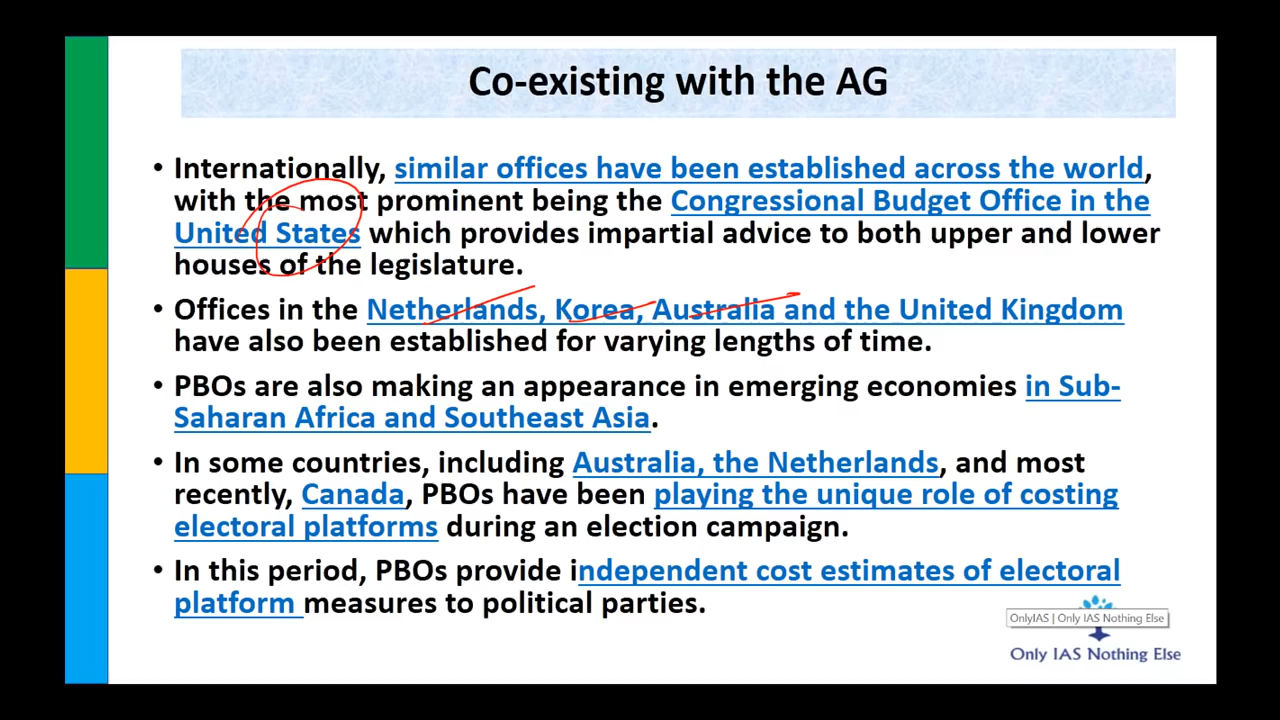 Co-existing with the AG
• Internationally, similar offices have been established across the world,
with the most prominent being the Congressional Budget Office in the
United States which provides impartial advice to both upper and lower
houses of the legislature.
• Offices in the Netherlands, Korea, Australia and the United Kingdom
have also been established for varying lengths of time.
• PBOs are also making an appearance in emerging economies in Sub-
Saharan Africa and Southeast Asia.
• In some countries, including Australia, the Netherlands, and most
recently, Canada, PBOs have been playing the unique role of costing
electoral platforms during an election campaign.
• In this period, PBOs provide independent cost estimates of electoral
platform measures to political parties.
OnlyIAS | Only IAS Nothing Else
Only IAS Nothing Else